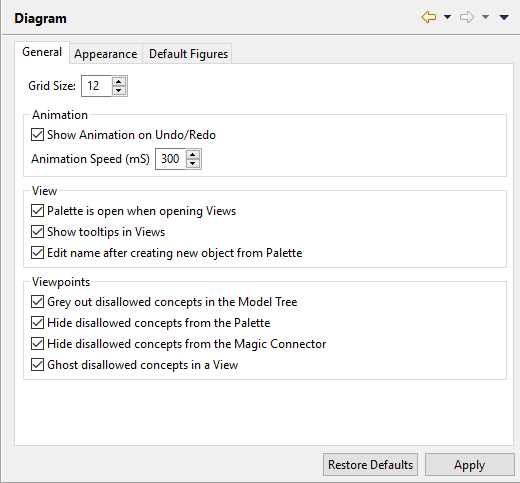 Diagram
General
Appearance
Default Figures
Grid Size: 12
Animation
Show Animation on Undo/Redo
Animation Speed (mS) 300
View
Palette is open when opening Views
Show tooltips in Views
Edit name after creating new object from Palette
Viewpoints
Grey out disallowed concepts in the Model Tree
Hide disallowed concepts from the Palette
Hide disallowed concepts from the Magic Connector
Ghost disallowed concepts in a View
Restore Defaults
Apply